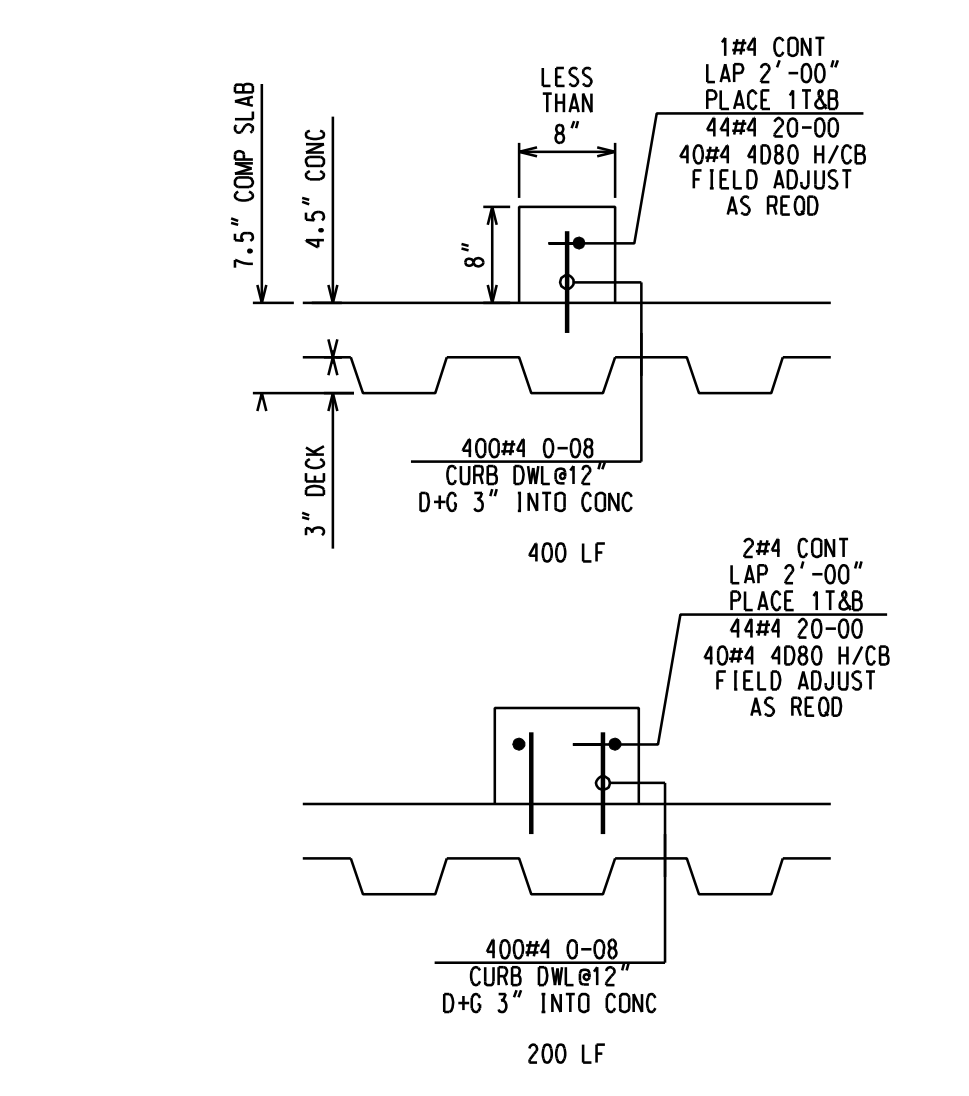 1#4 CONT
LAP 2'-00"
PLACE 1T&B
44#4 20-00
40#4 4D80 H/CB
FIELD ADJUST
AS REQD
LESS
THAN
8"
7.5" COMP SLAB
4.5" CONC
8"
3" DECK
400#4 0-08
CURB DWL@12"
D+G 3" INTO CONC
400 LF
2#4 CONT
LAP 2'-00"
PLACE 1T&B
44#4 20-00
40#4 4D80 H/CB
FIELD ADJUST
AS REQD
400#4 0-08
CURB DWL@12"
D+G 3" INTO CONC
200 LF